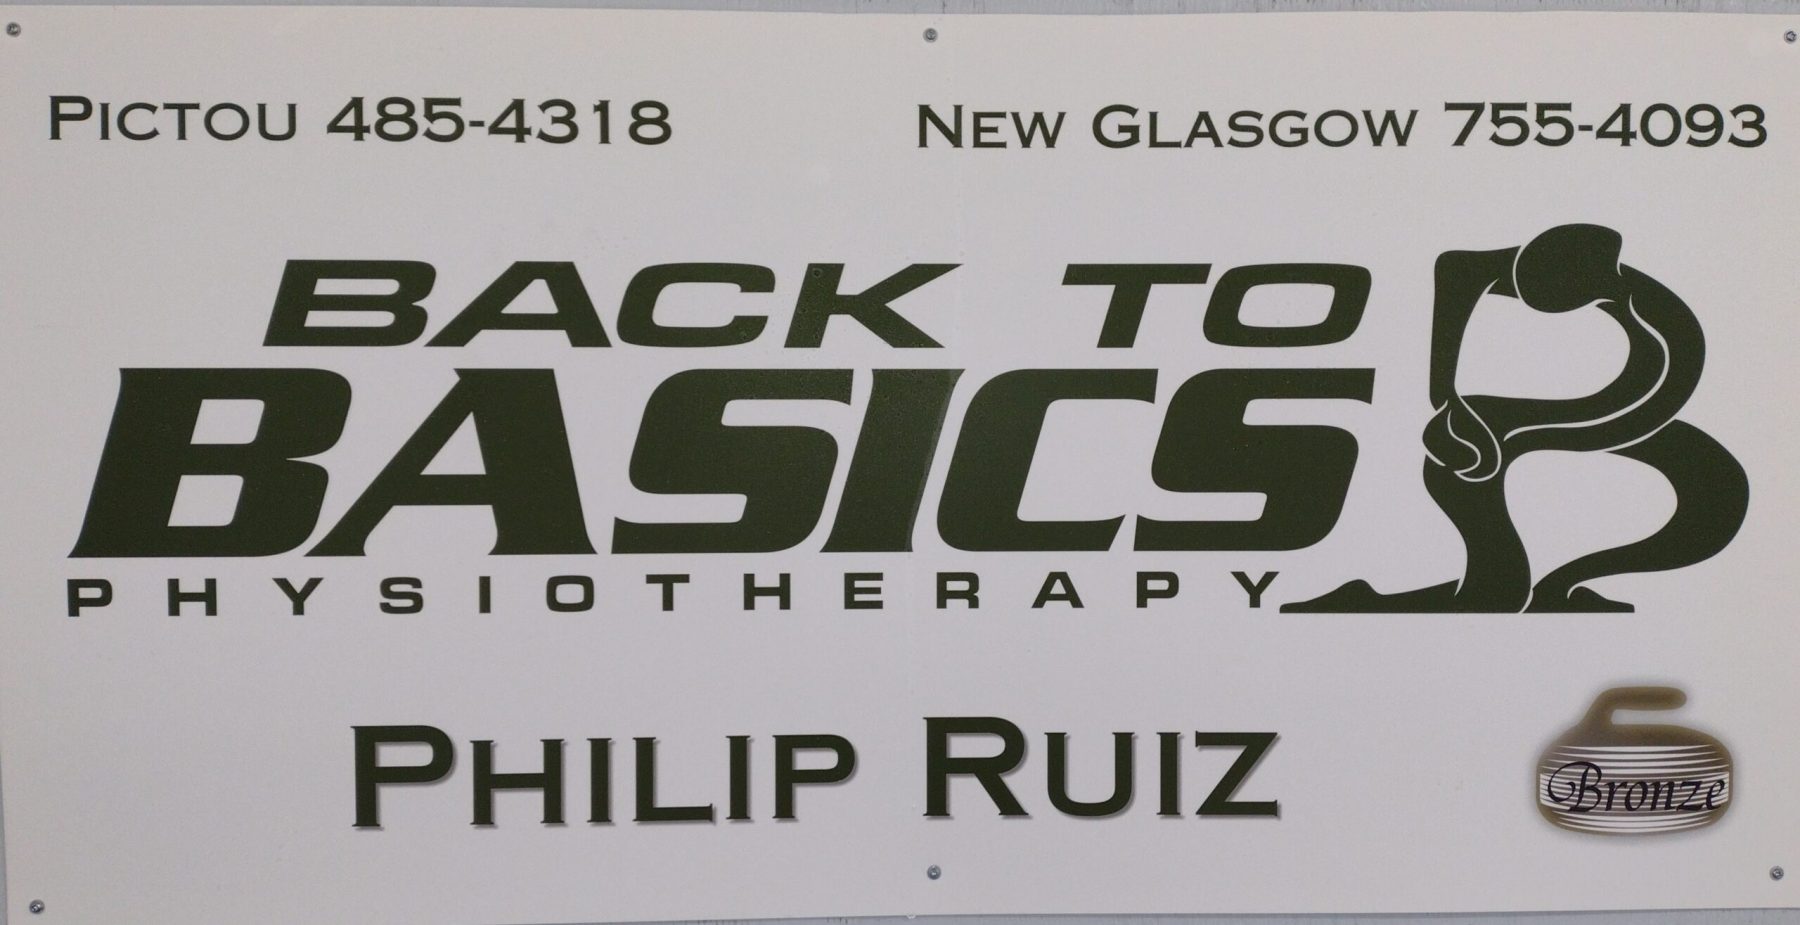 PICTOU 485-4318
NEW GLASGOW 755-4093
BACK TO
BASICS
PHYSIOTHERAPY
PHILIP RUIZ
Bronze